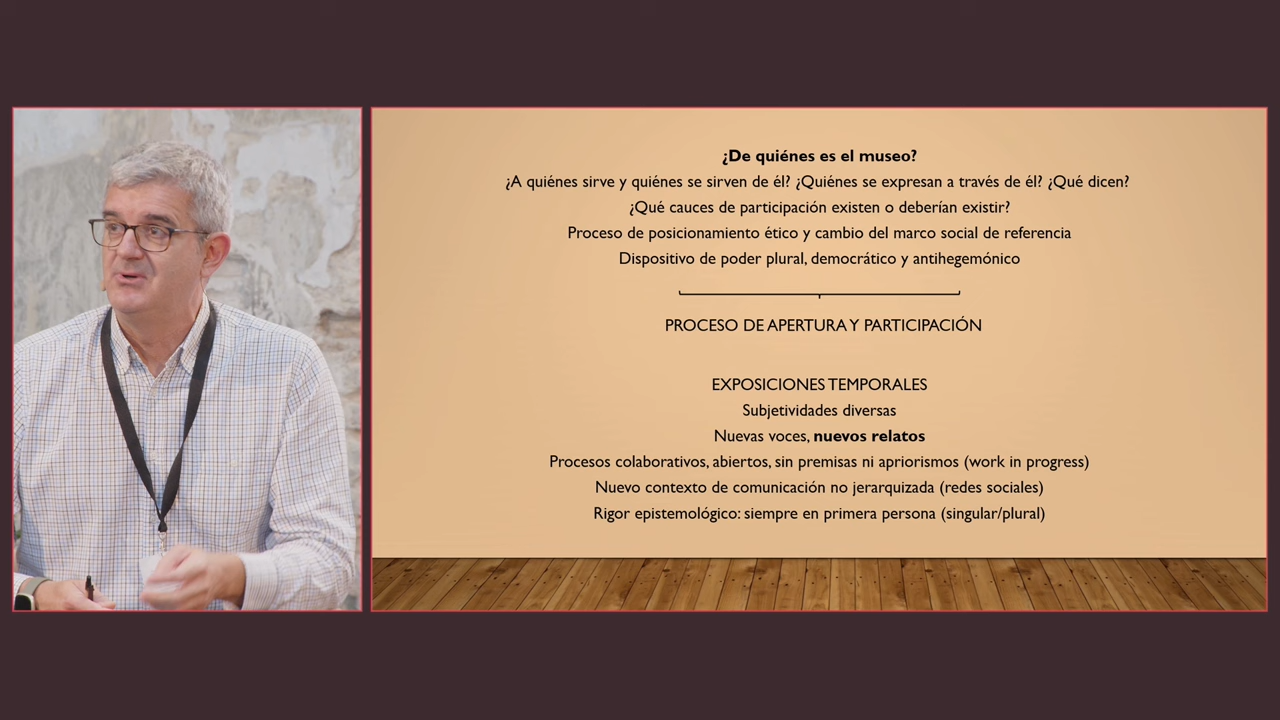 ¿De quiénes es el museo?
¿A quiénes sirve y quiénes se sirven de él? ¿Quiénes se expresan a través de él? ¿Qué dicen?
¿Qué cauces de participación existen o deberían existir?
Proceso de posicionamiento ético y cambio del marco social de referencia
Dispositivo de poder plural, democrático y antihegemónico
PROCESO DE APERTURA Y PARTICIPACIÓN
EXPOSICIONES TEMPORALES
Subjetividades diversas
Nuevas voces, nuevos relatos
Procesos colaborativos, abiertos, sin premisas ni apriorismos (work in progress)
Nuevo contexto de comunicación no jerarquizada (redes sociales)
Rigor epistemológico: siempre en primera persona (singular/plural)